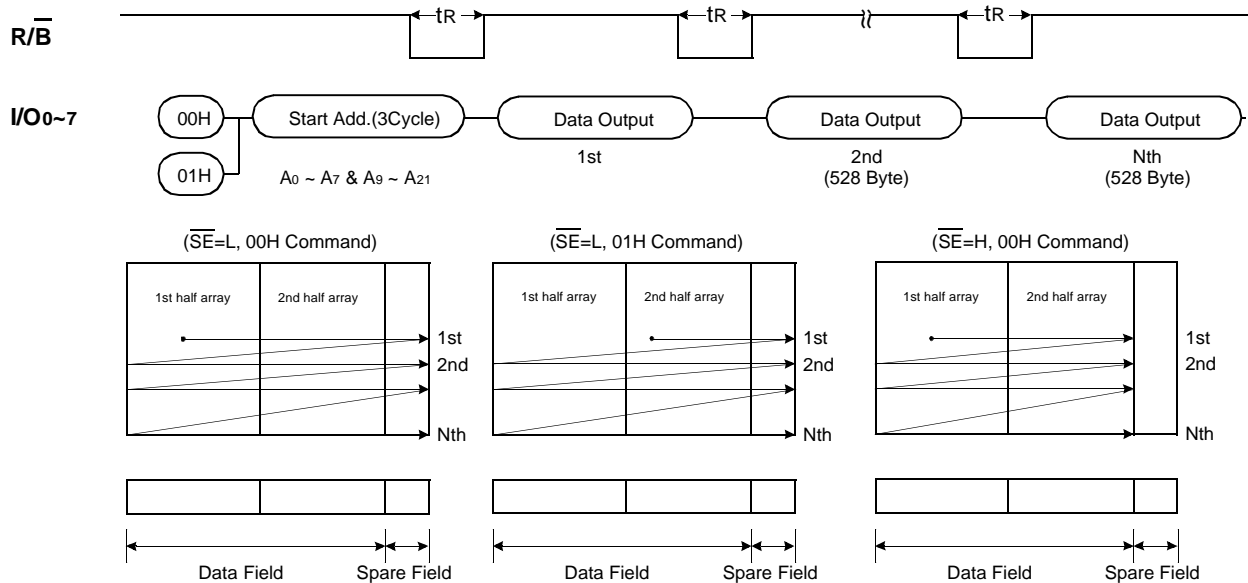 R/B
tR tR tR
I/O0~7
00H Start Add.(3Cycle) Data Output Data Output Data Output
01H
A0 ~ A7 & A9 ~ A21
1st 2nd Nth
(528 Byte) (528 Byte)
(SE=L, 00H Command) (SE=L, 01H Command) (SE=H, 00H Command)
1st half array 2nd half array 1st half array 2nd half array 1st half array 2nd half array
1st 1st 1st
2nd 2nd 2nd
Nth Nth Nth
Data Field Spare Field Data Field Spare Field Data Field Spare Field